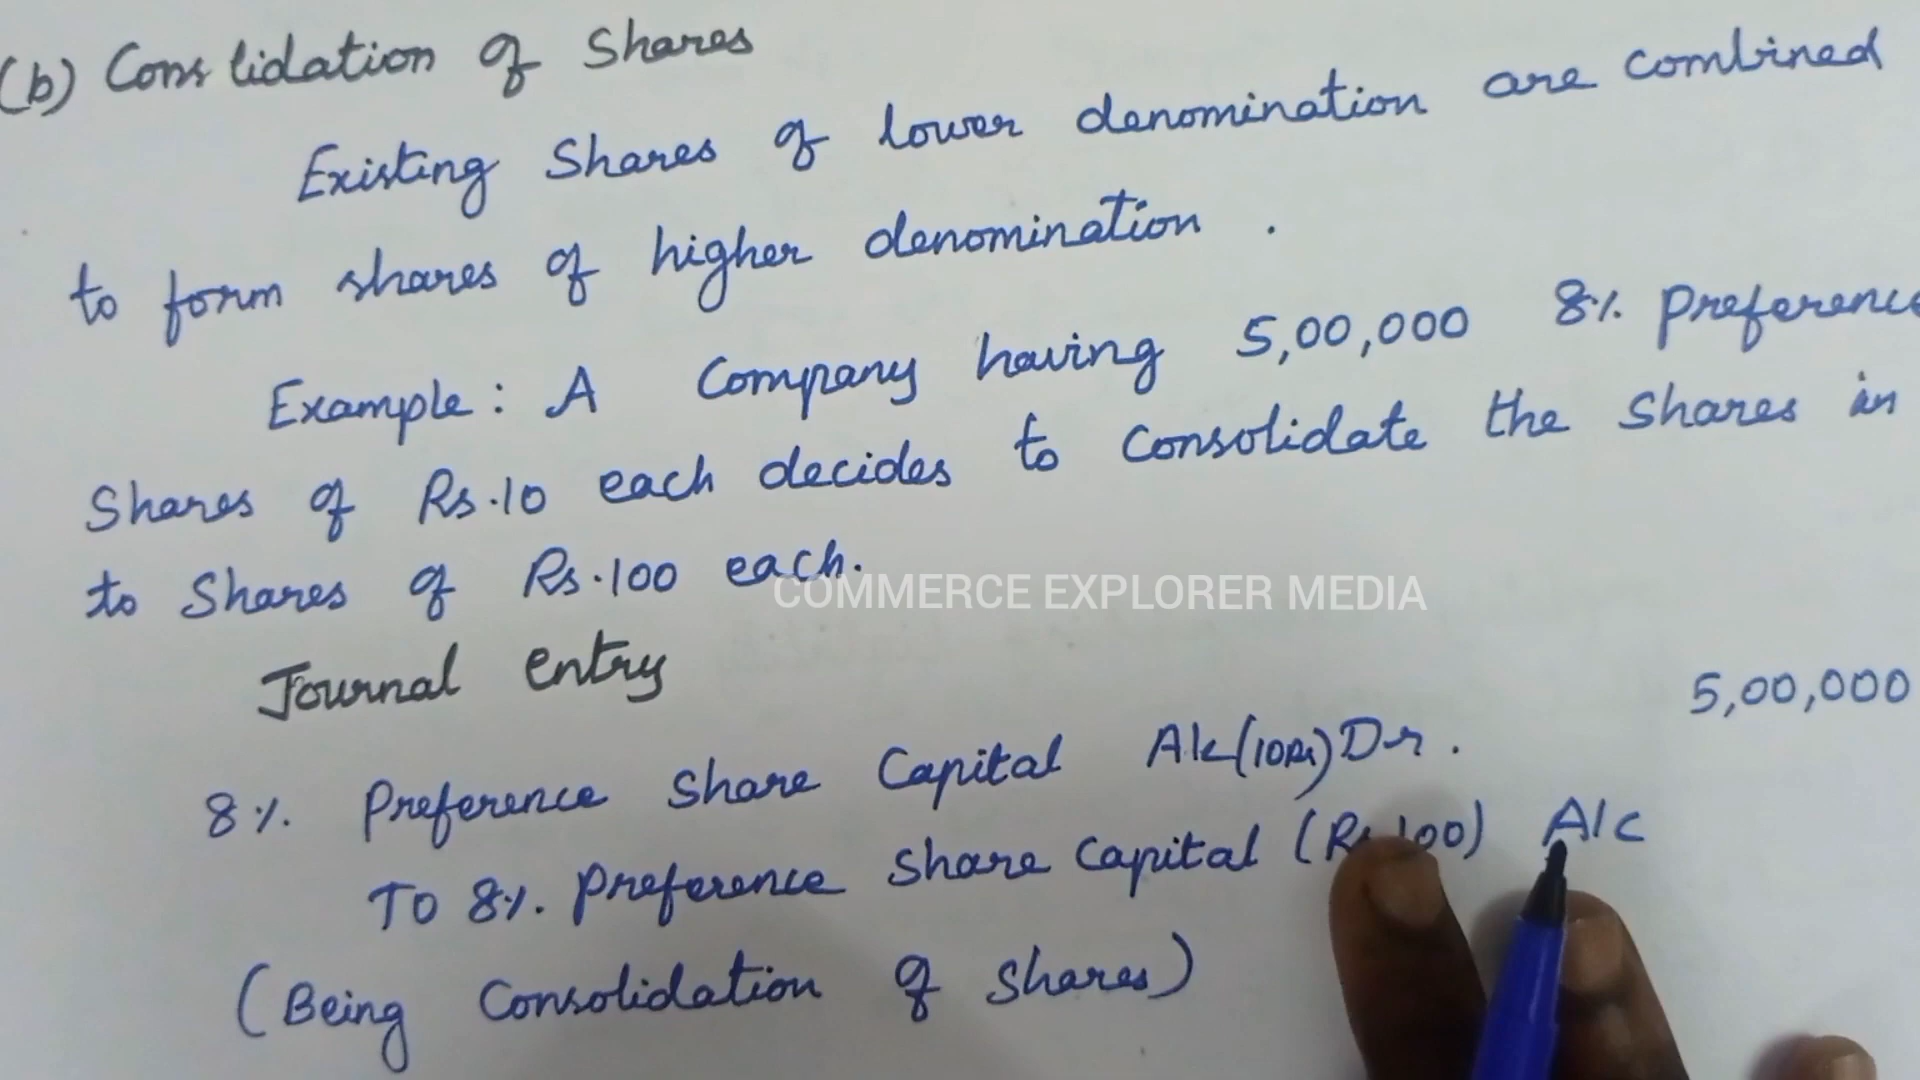 (b) Conslidation of Shares
Existing Shares of lower denomination are combined
to form shares of higher denomination .
Example : A Company having 5,00,000 8% Preference
Shares of Rs.10 each decides to Consolidate the Shares in
to Shares of Rs.100 each.
COMMERCE EXPLORER MEDIA
Journal entry
5,00,000
8% Preference Share Capital A/c (10Rs) Dr.
TO 8% Preference Share Capital (Rs.100) A/c
(Being Consolidation of Shares)